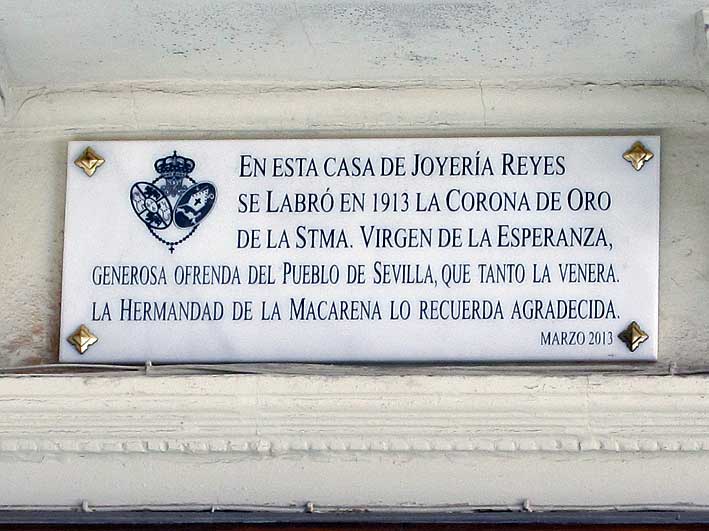 En esta casa de Joyería Reyes
se Labró en 1913 la Corona de Oro
de la Stma. Virgen de la Esperanza,
generosa ofrenda del Pueblo de Sevilla, que tanto la venera.
La Hermandad de la Macarena lo recuerda agradecida.
marzo 2013